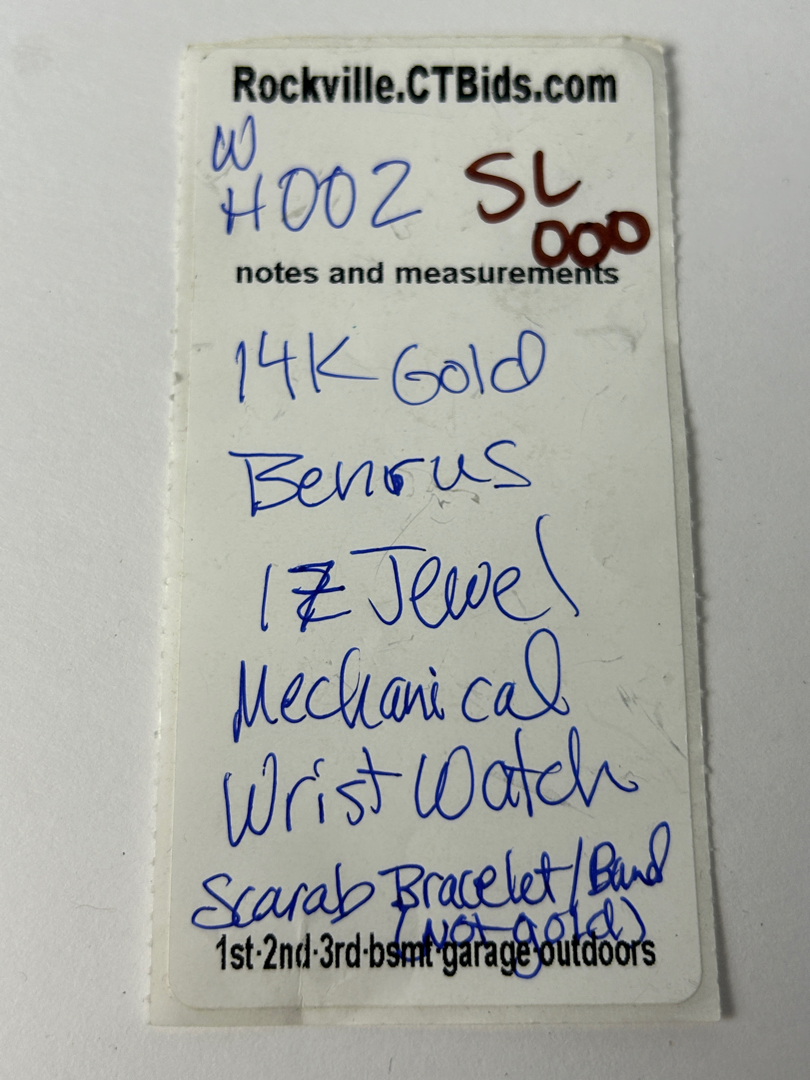 Rockville.CTBids.com
W
H002 SL
000
notes and measurements
14K Gold
Benrus
17 Jewel
Mechanical
Wrist Watch
Scarab Bracelet/Band
(Not gold)
1st·2nd·3rd·bsmt·garage·outdoors